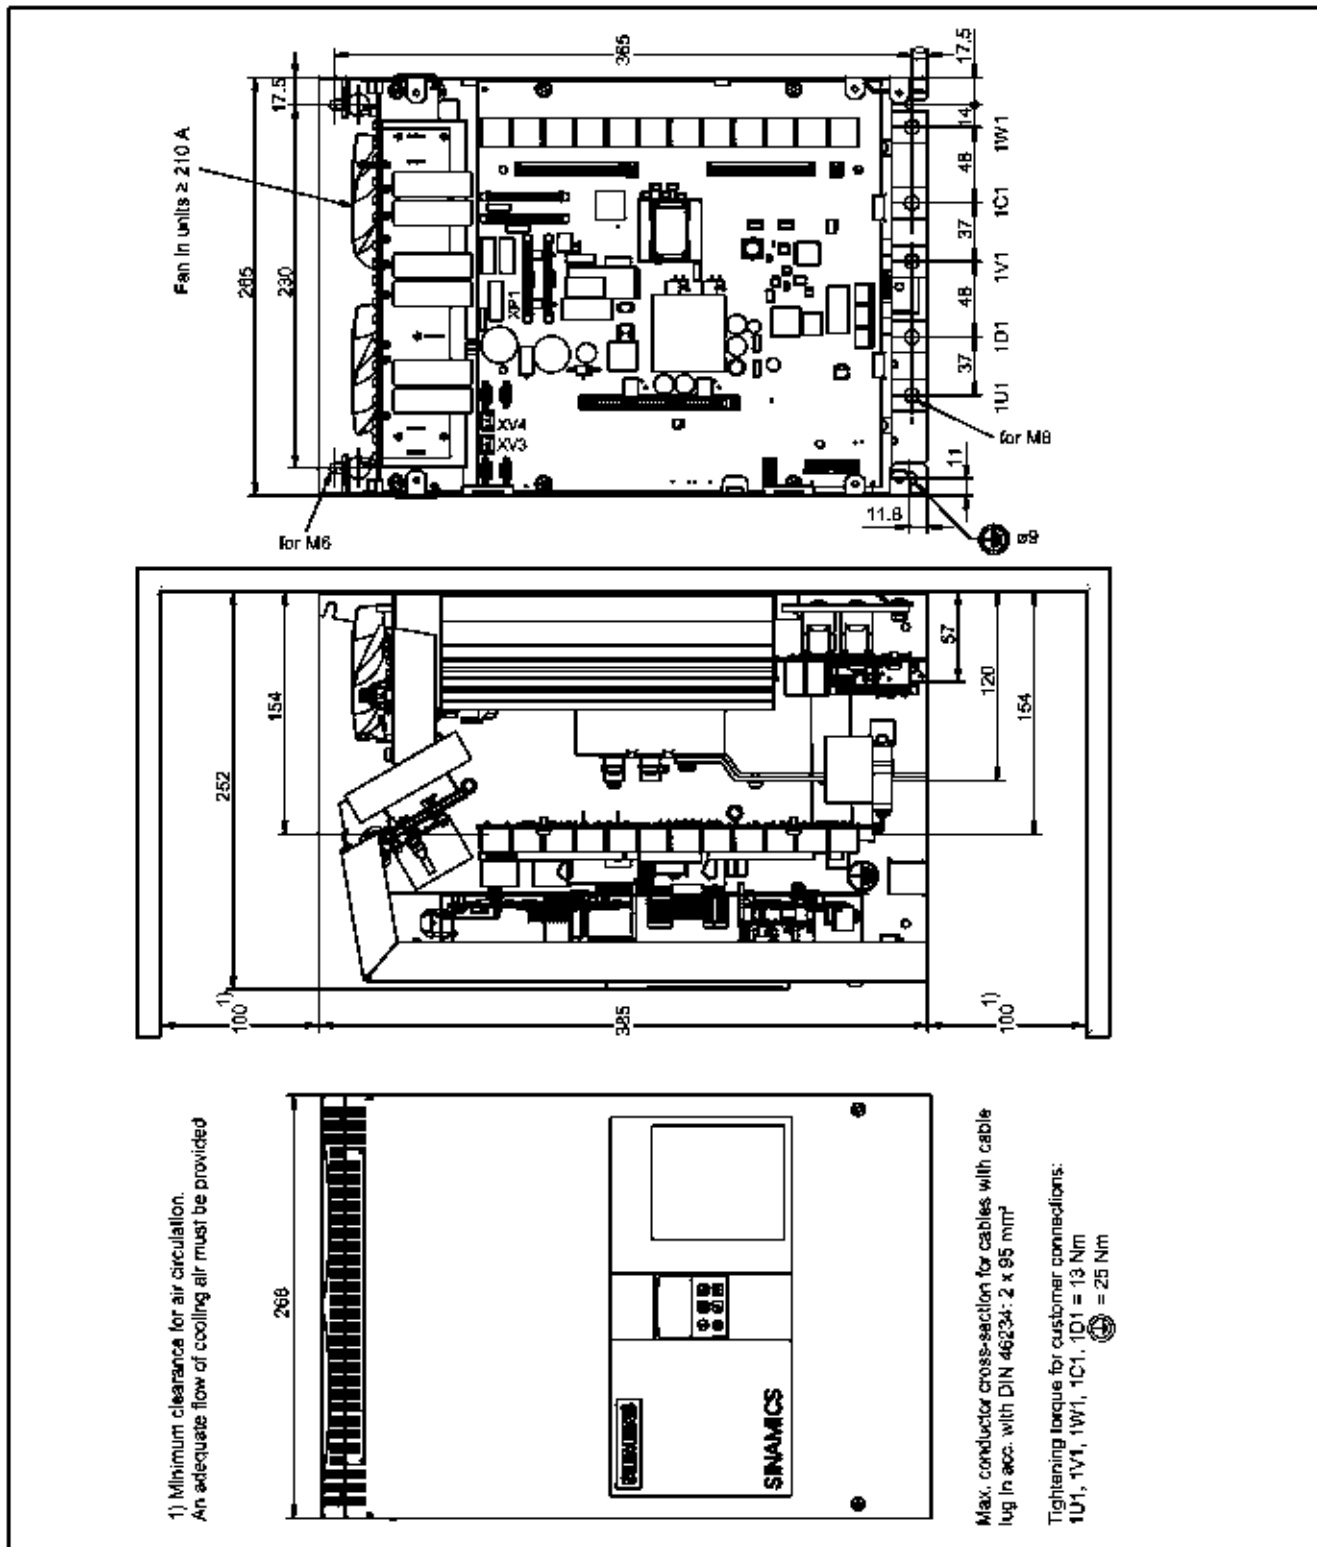 1) Minimum clearance for air circulation.
An adequate flow of cooling air must be provided
268
SIEMENS
SINAMICS
Max. conductor cross-section for cables with cable
lug in acc. with DIN 46234: 2 x 95 mm²
Tightening torque for customer connections:
1U1, 1V1, 1W1, 1C1, 1D1 = 13 Nm
= 25 Nm
100 1)
385
100 1)
252
154
57
120
154
Fan in units ≥ 210 A
265
230
17.5
365
17.5
14
48
37
48
37
11
11.8
1W1
1C1
1V1
1D1
1U1
XP1
XV4
XV3
for M6
for M8
ø9